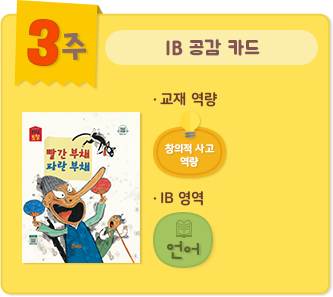 3주
IB 공감 카드
· 교재 역량
창의적 사고
역량
빨간 부채
파란 부채
· IB 영역
언어